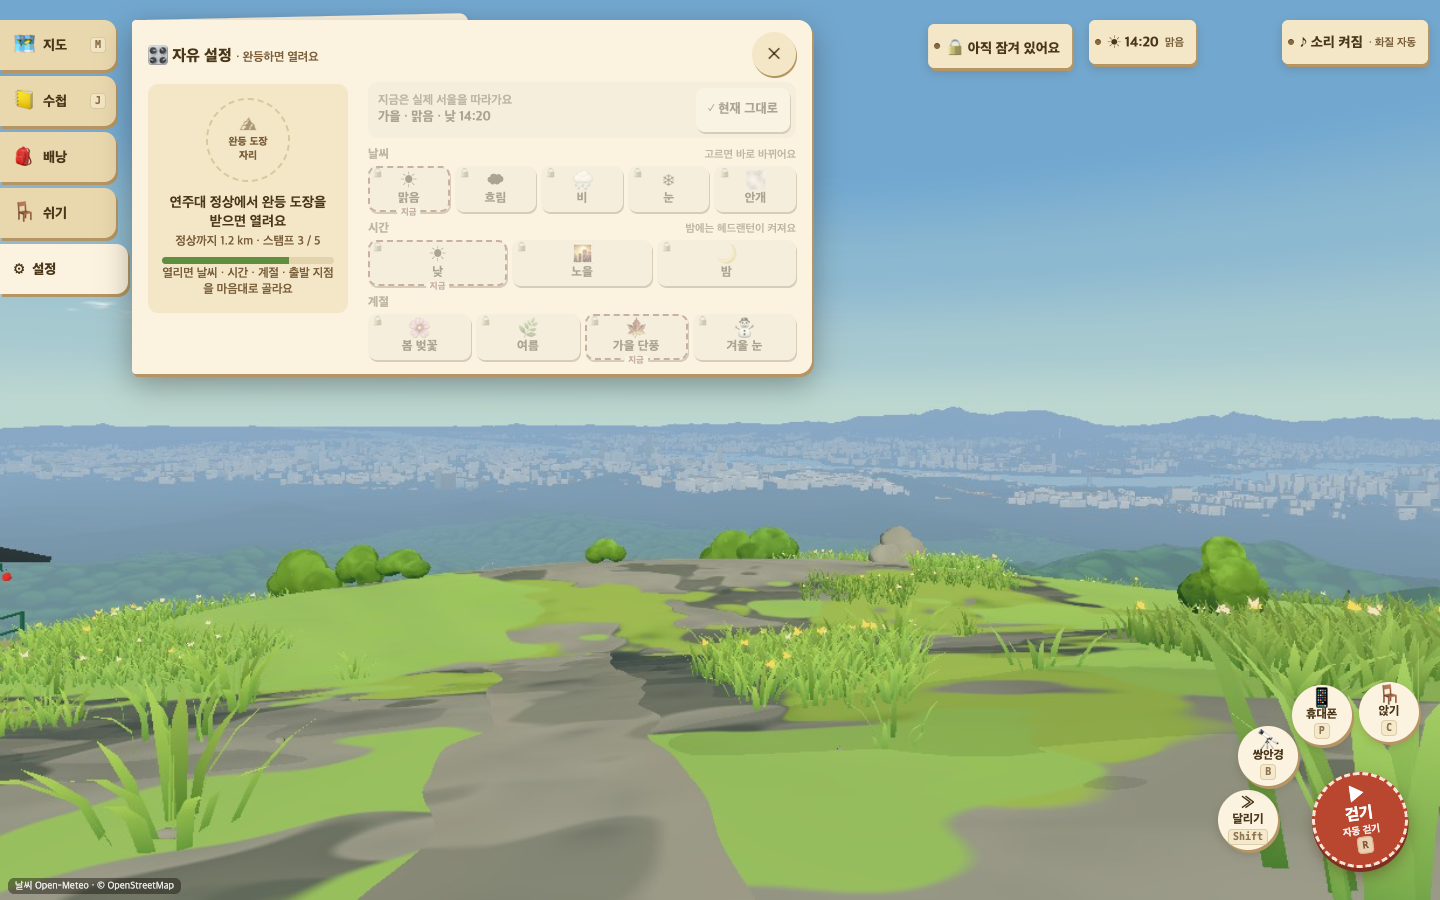 지도 M
수첩 J
배낭
쉬기
설정
자유 설정 · 완등하면 열려요
완등 도장
자리
연주대 정상에서 완등 도장을
받으면 열려요
정상까지 1.2 km · 스탬프 3 / 5
열리면 날씨 · 시간 · 계절 · 출발 지점
을 마음대로 골라요
지금은 실제 서울을 따라가요
가을 · 맑음 · 낮 14:20
✓ 현재 그대로
날씨
고르면 바로 바뀌어요
맑음
지금
흐림
비
눈
안개
시간
밤에는 헤드랜턴이 켜져요
낮
지금
노을
밤
계절
봄 벚꽃
여름
가을 단풍
지금
겨울 눈
아직 잠겨 있어요
14:20 맑음
♪ 소리 켜짐 · 화질 자동
휴대폰
P
앉기
C
쌍안경
B
달리기
Shift
걷기
자동 걷기
R
날씨 Open-Meteo · © OpenStreetMap